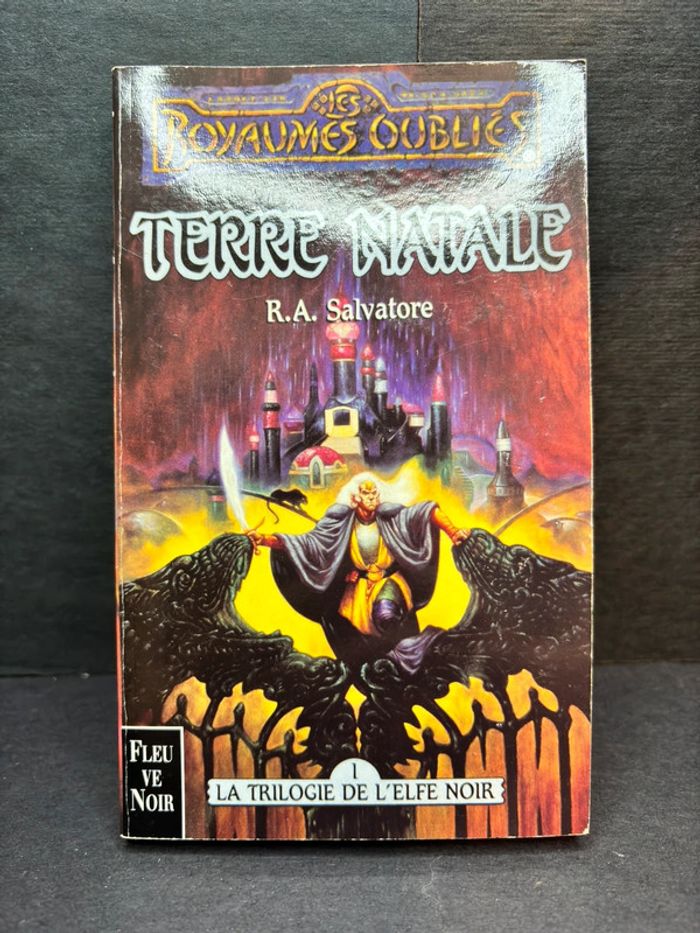 LES
ROYAUMES OUBLIÉS
TERRE NATALE
R.A. Salvatore
FLEU
VE
NOIR
1
LA TRILOGIE DE L'ELFE NOIR